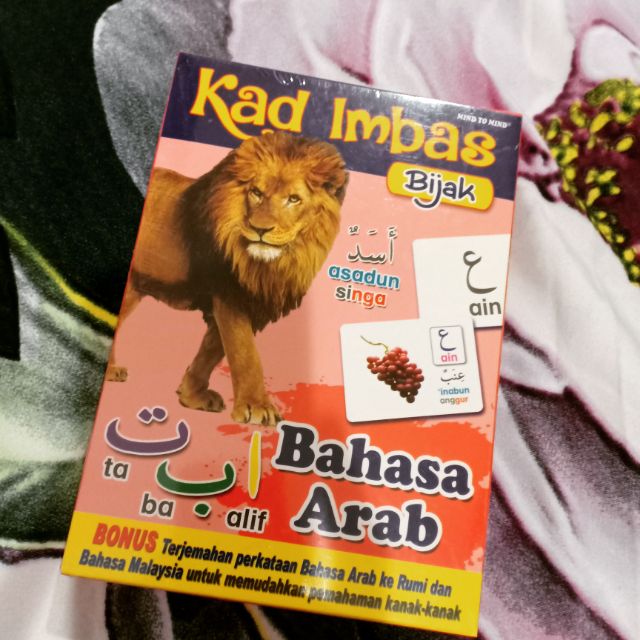 Kad Imbas
MIND TO MIND
Bijak
أَسَدٌ
asadun
singa
ع
ain
ع
ain
عِنَبٌ
'inabun
anggur
ا ب ت
ta
ba
alif
Bahasa
Arab
BONUS Terjemahan perkataan Bahasa Arab ke Rumi dan
Bahasa Malaysia untuk memudahkan pemahaman kanak-kanak